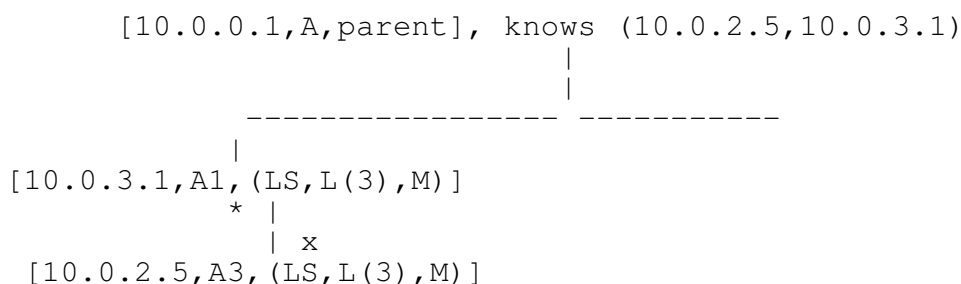 [10.0.0.1,A,parent], knows (10.0.2.5,10.0.3.1)
|
|
----------------- -----------
|
[10.0.3.1,A1,(LS,L(3),M)]
* |
| x
[10.0.2.5,A3,(LS,L(3),M)]